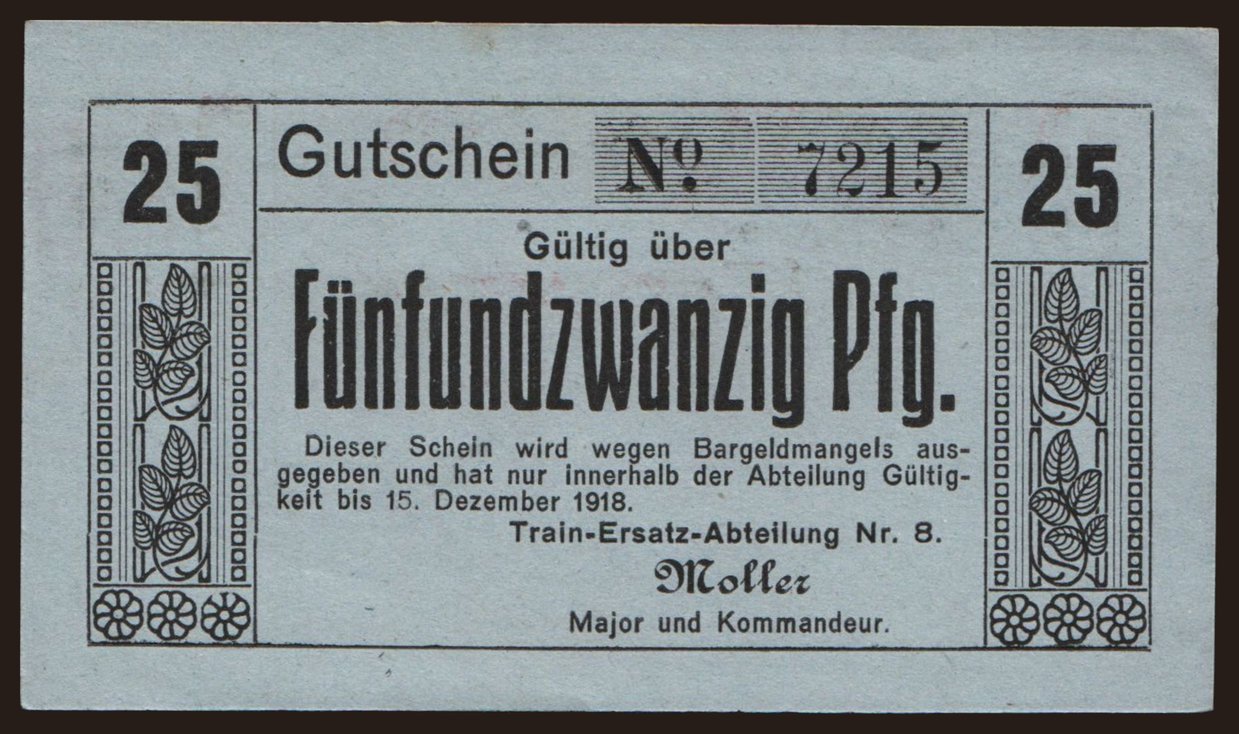 25 Gutschein Nº 7215 25
Gültig über
Fünfundzwanzig Pfg.
Dieser Schein wird wegen Bargeldmangels aus-
gegeben und hat nur innerhalb der Abteilung Gültig-
keit bis 15. Dezember 1918.
Train-Ersatz-Abteilung Nr. 8.
Moller
Major und Kommandeur.